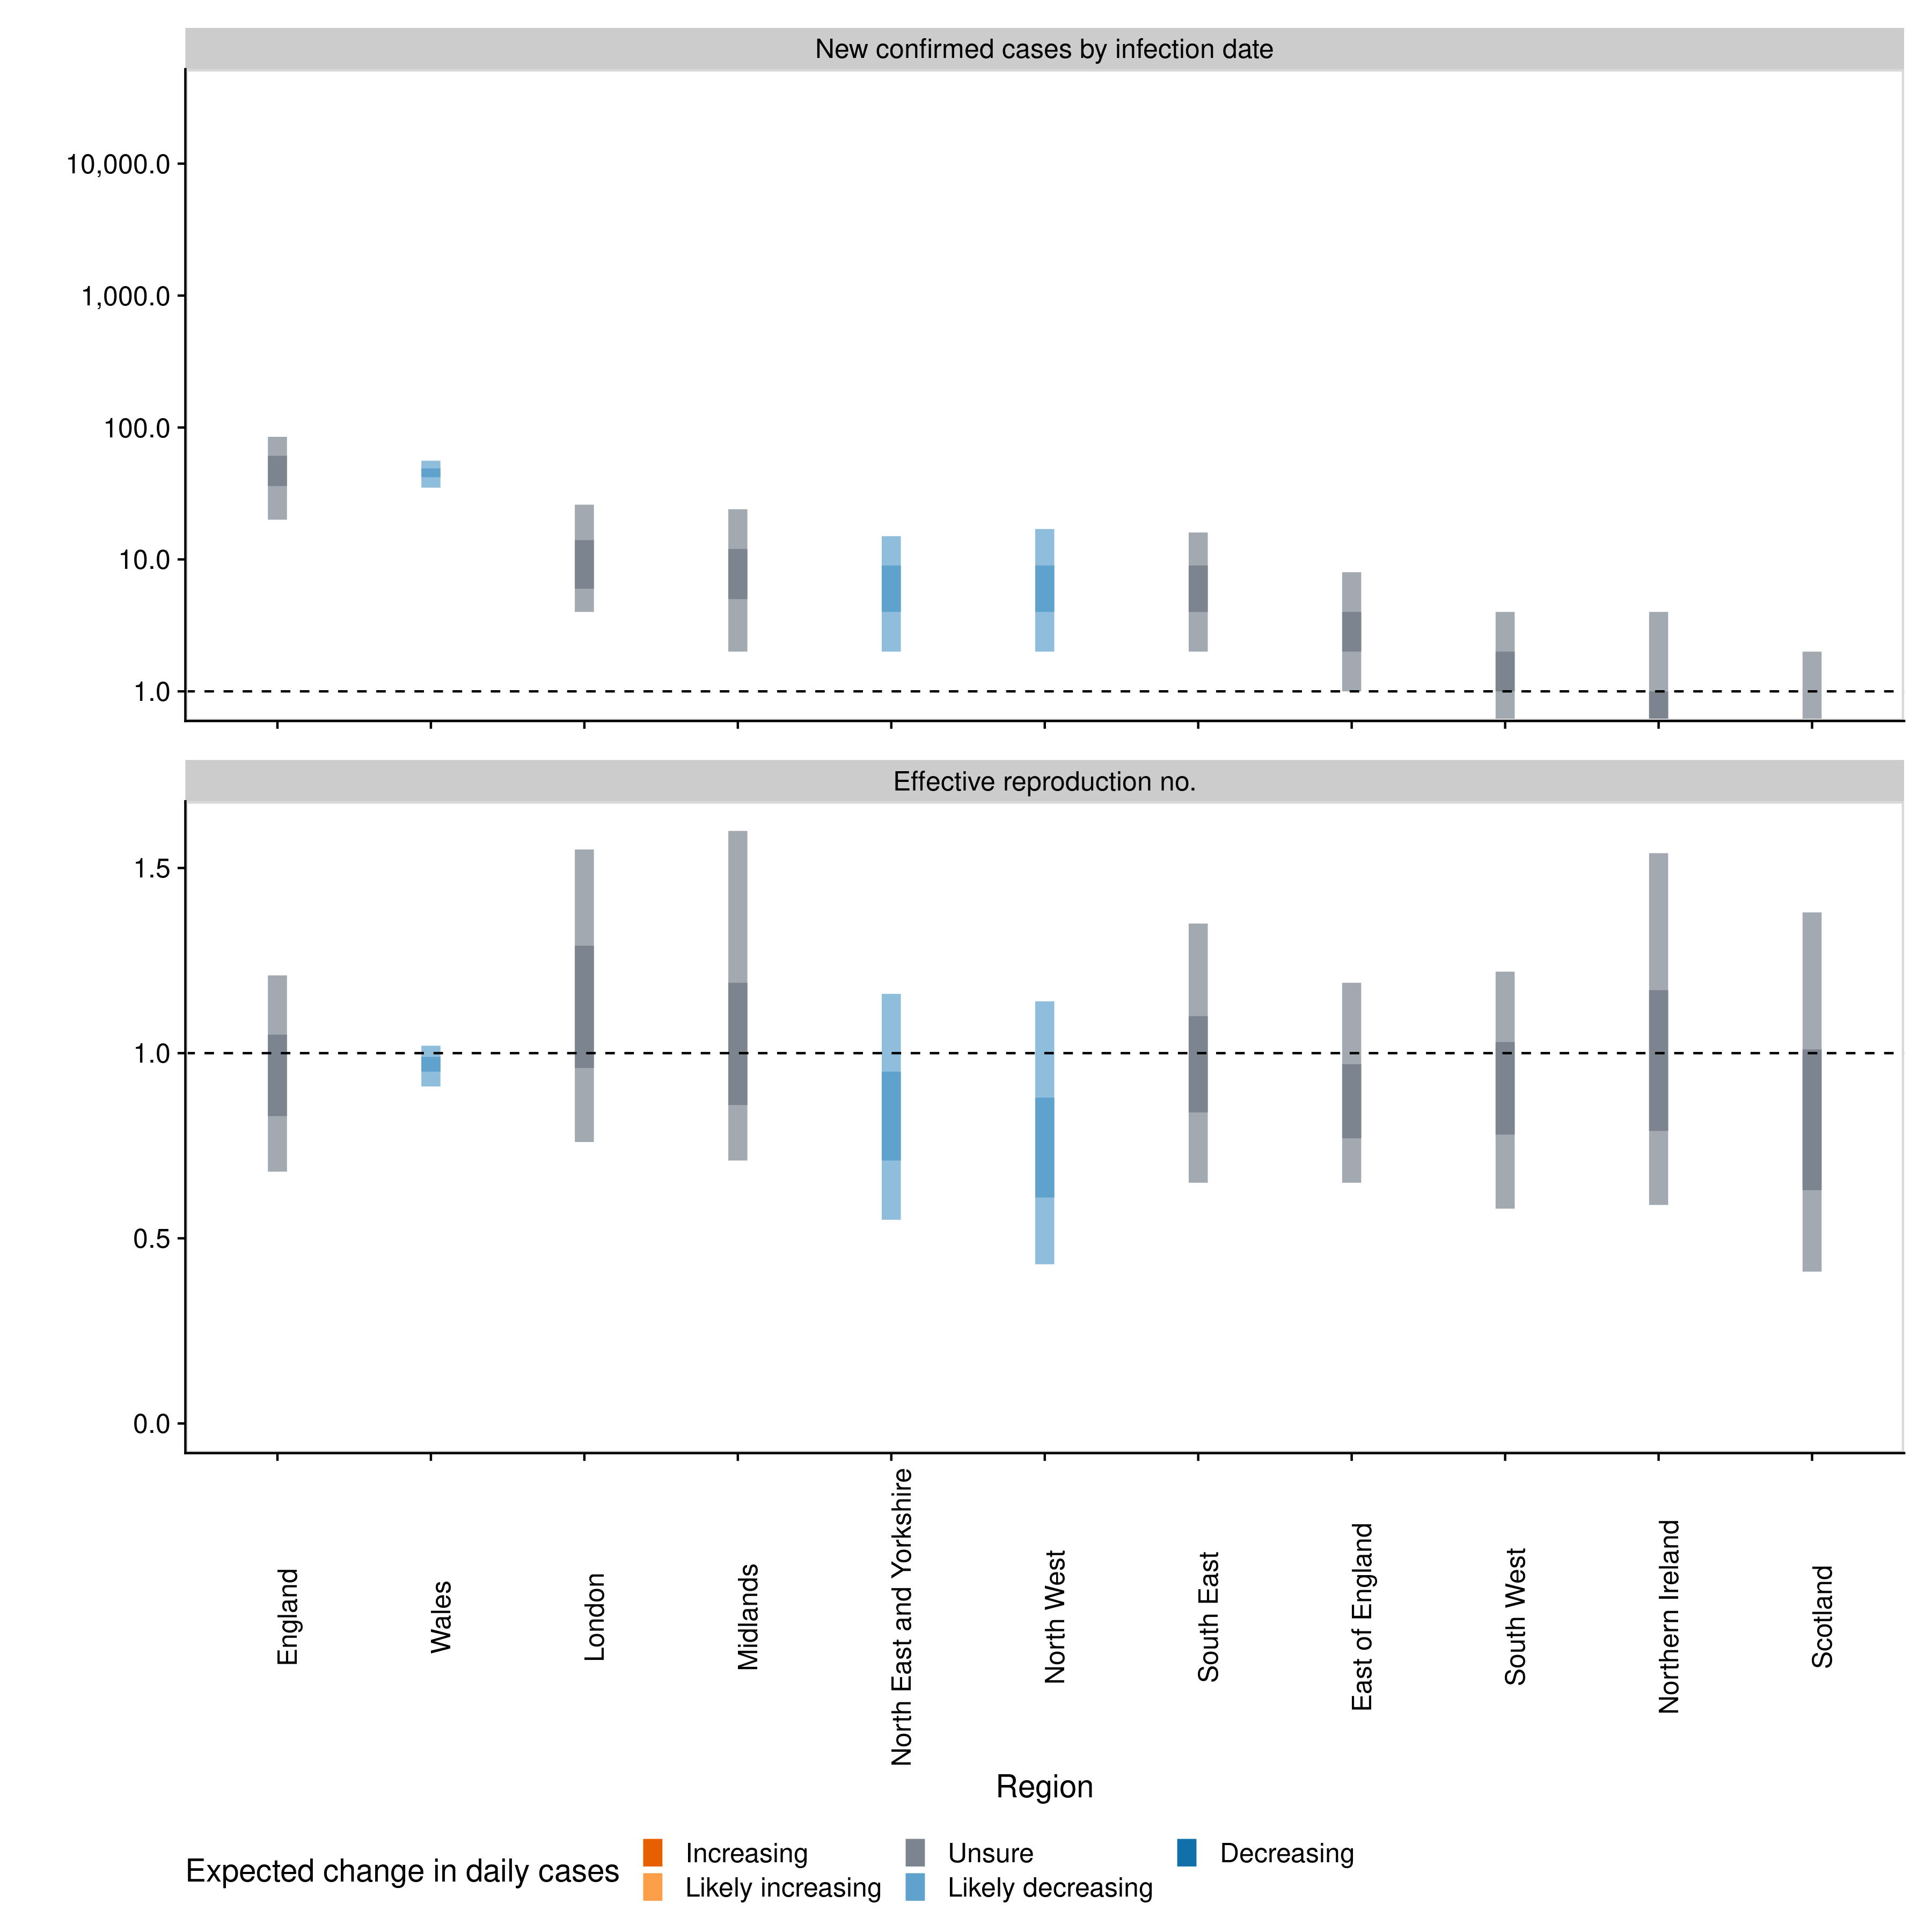 New confirmed cases by infection date
10,000.0
1,000.0
100.0
10.0
1.0
Effective reproduction no.
1.5
1.0
0.5
0.0
England
Wales
London
Midlands
North East and Yorkshire
North West
South East
East of England
South West
Northern Ireland
Scotland
Region
Expected change in daily cases
Increasing
Likely increasing
Unsure
Likely decreasing
Decreasing